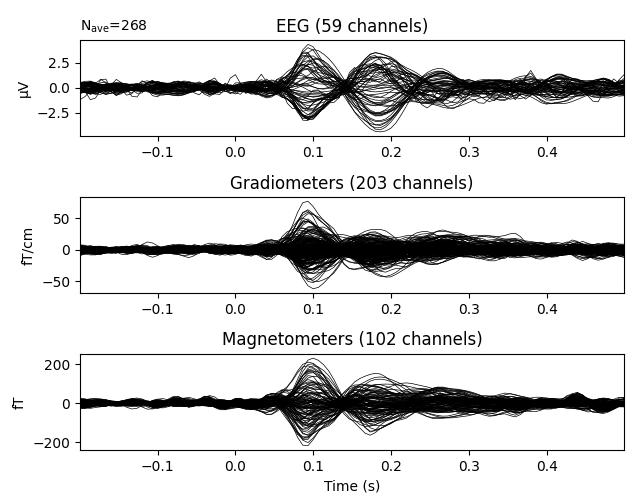 N_ave=268
EEG (59 channels)
µV
2.5
0.0
−2.5
−0.1 0.0 0.1 0.2 0.3 0.4
Gradiometers (203 channels)
fT/cm
50
0
−50
−0.1 0.0 0.1 0.2 0.3 0.4
Magnetometers (102 channels)
fT
200
0
−200
−0.1 0.0 0.1 0.2 0.3 0.4
Time (s)